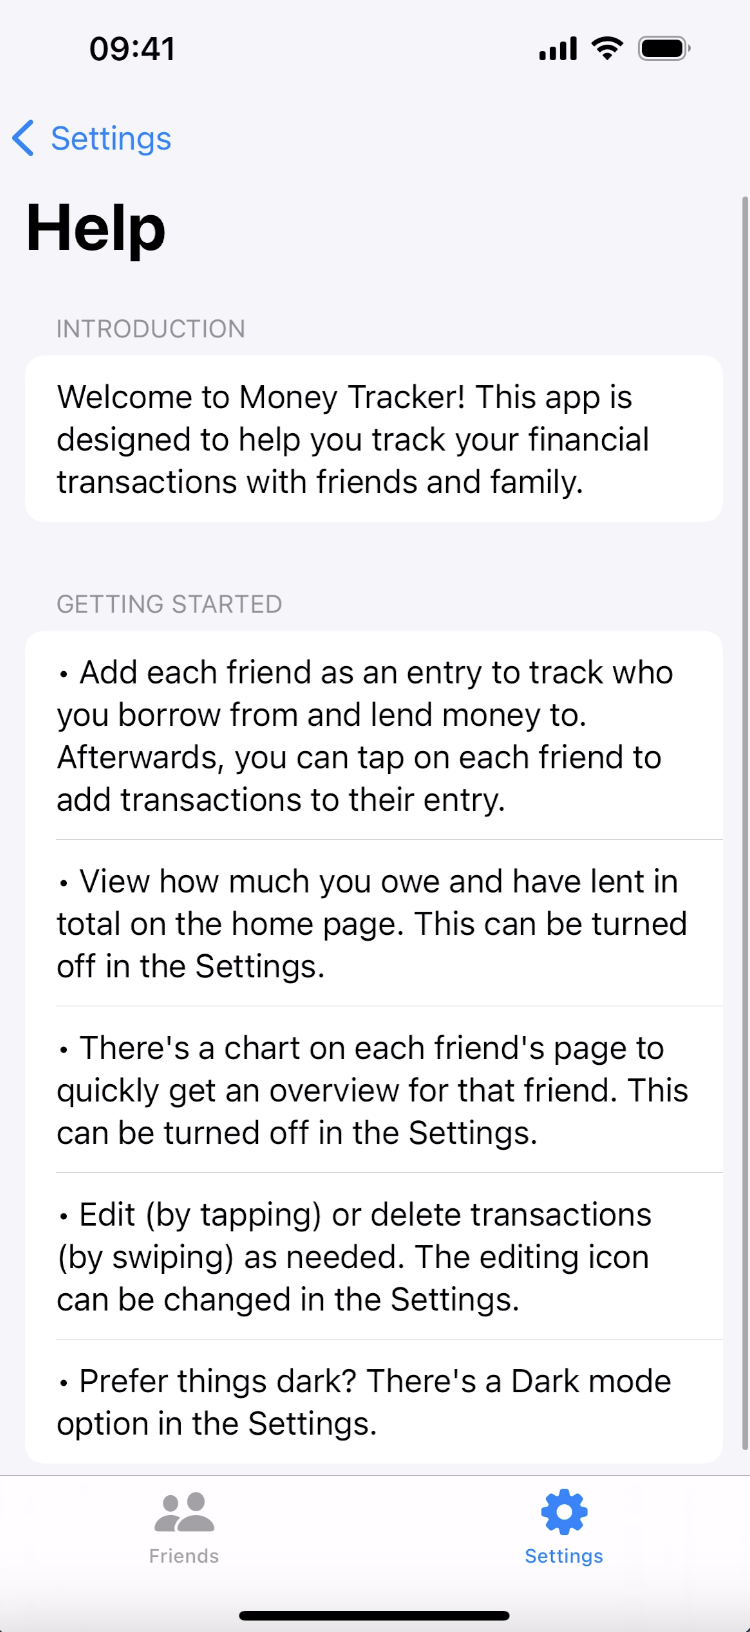 09:41
Settings
Help
INTRODUCTION
Welcome to Money Tracker! This app is
designed to help you track your financial
transactions with friends and family.
GETTING STARTED
• Add each friend as an entry to track who
you borrow from and lend money to.
Afterwards, you can tap on each friend to
add transactions to their entry.
• View how much you owe and have lent in
total on the home page. This can be turned
off in the Settings.
• There's a chart on each friend's page to
quickly get an overview for that friend. This
can be turned off in the Settings.
• Edit (by tapping) or delete transactions
(by swiping) as needed. The editing icon
can be changed in the Settings.
• Prefer things dark? There's a Dark mode
option in the Settings.
Friends
Settings